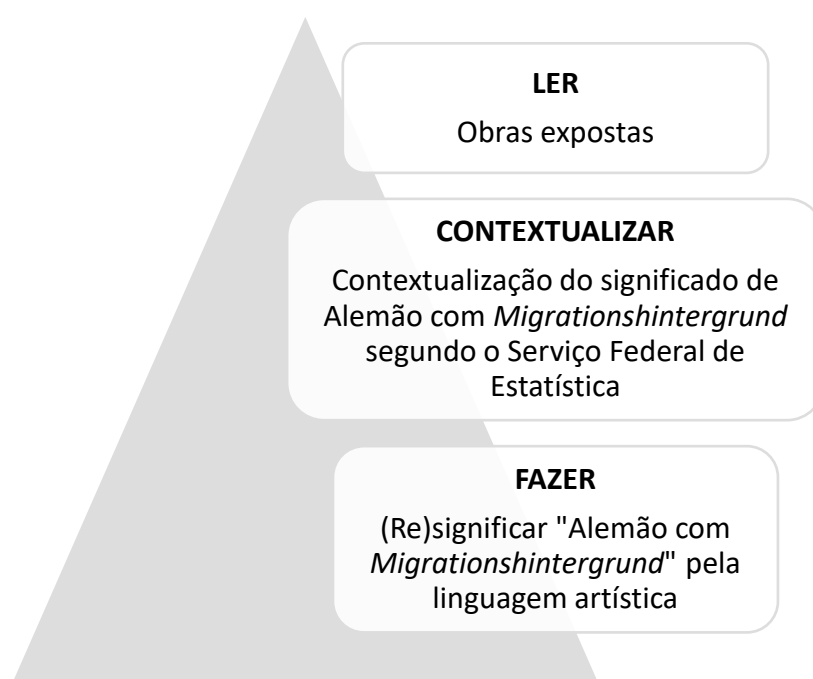 LER
Obras expostas
CONTEXTUALIZAR
Contextualização do significado de
Alemão com Migrationshintergrund
segundo o Serviço Federal de
Estatística
FAZER
(Re)significar "Alemão com
Migrationshintergrund" pela
linguagem artística